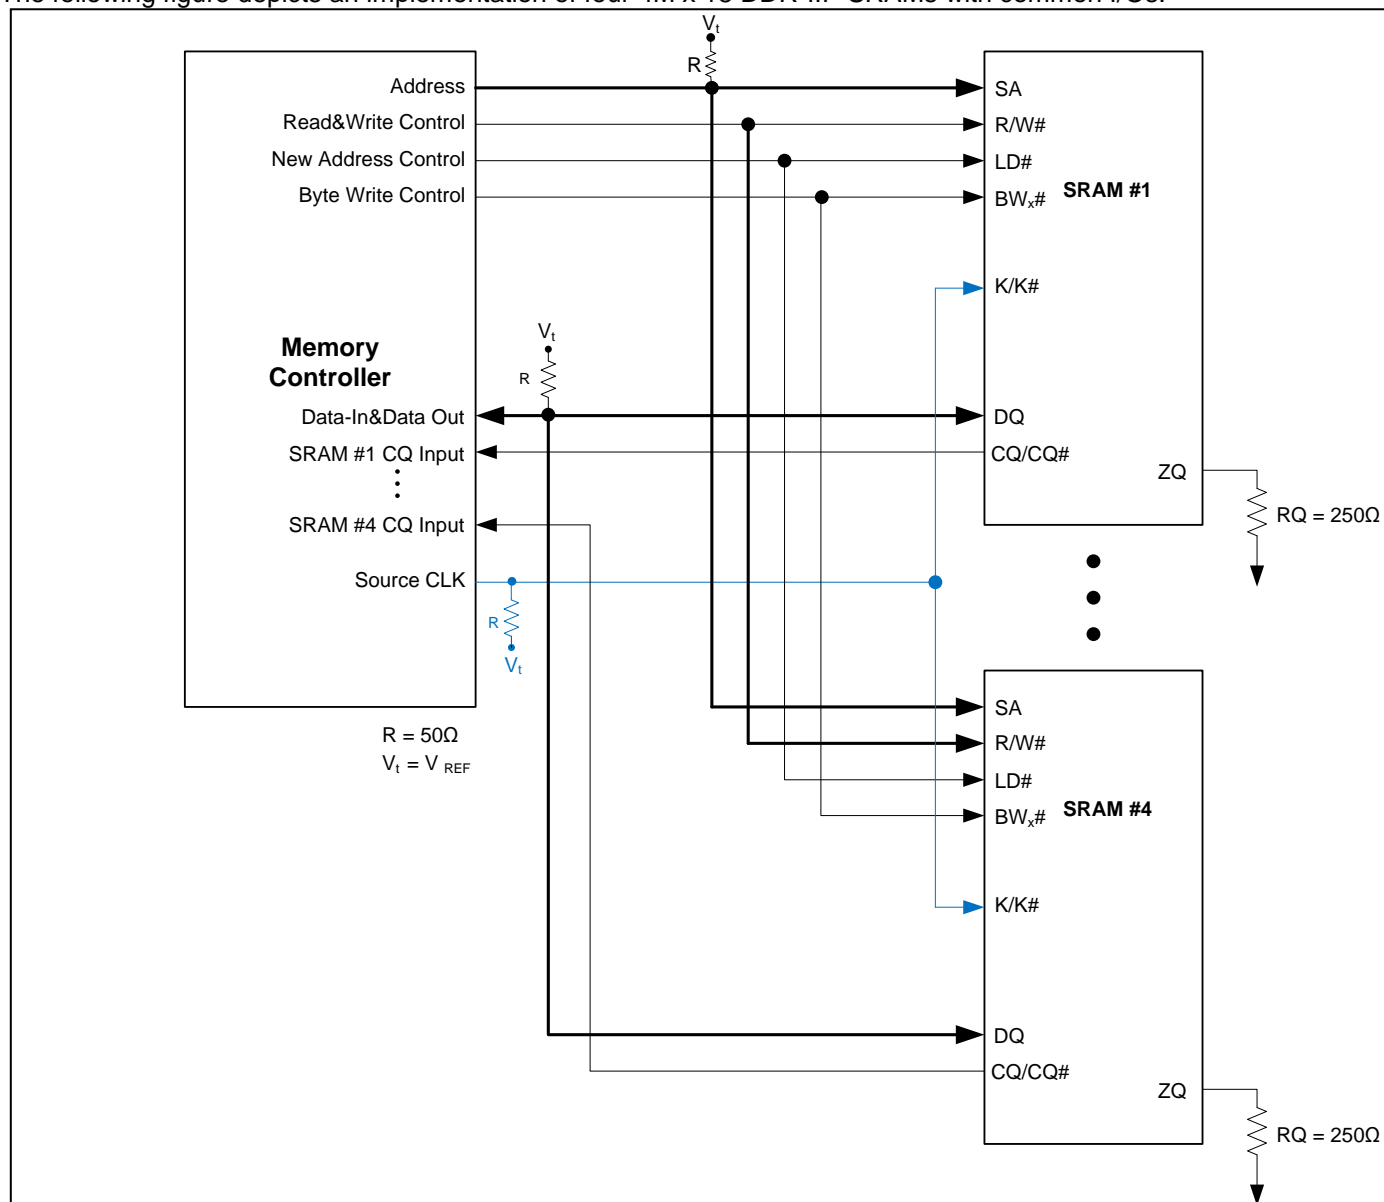 Vt
R
Address
Read&Write Control
New Address Control
Byte Write Control
SA
R/W#
LD#
BWx#
SRAM #1
K/K#
Vt
R
Memory
Controller
Data-In&Data Out
SRAM #1 CQ Input
SRAM #4 CQ Input
Source CLK
R
Vt
DQ
CQ/CQ#
ZQ
RQ = 250Ω
R = 50Ω
Vt = V REF
SA
R/W#
LD#
BWx#
SRAM #4
K/K#
DQ
CQ/CQ#
ZQ
RQ = 250Ω